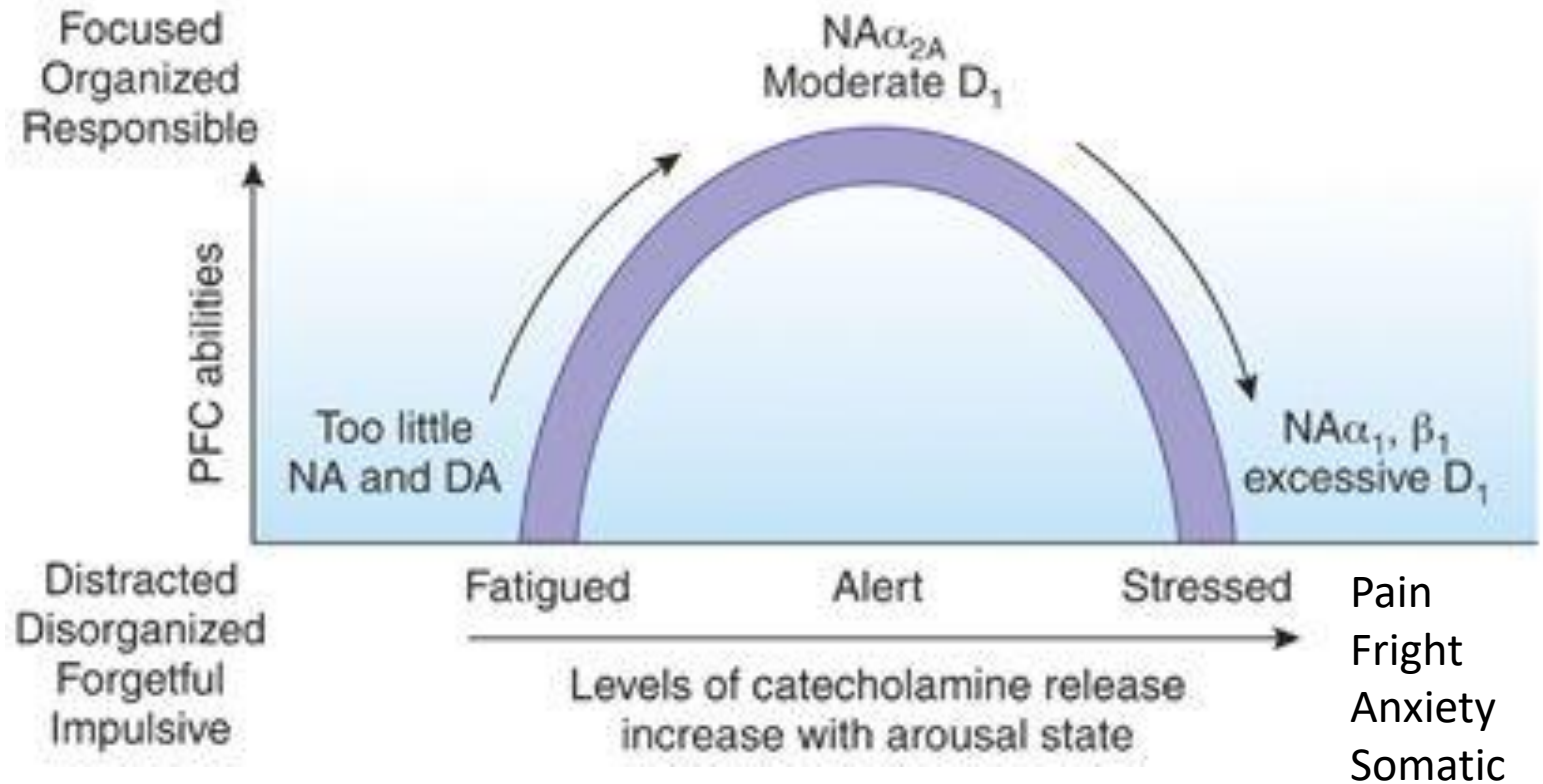 Focused
Organized
Responsible
NAα₂A
Moderate D₁
PFC abilities
Too little
NA and DA
NAα₁, β₁
excessive D₁
Distracted
Disorganized
Forgetful
Impulsive
Fatigued
Alert
Stressed
Levels of catecholamine release
increase with arousal state
Pain
Fright
Anxiety
Somatic